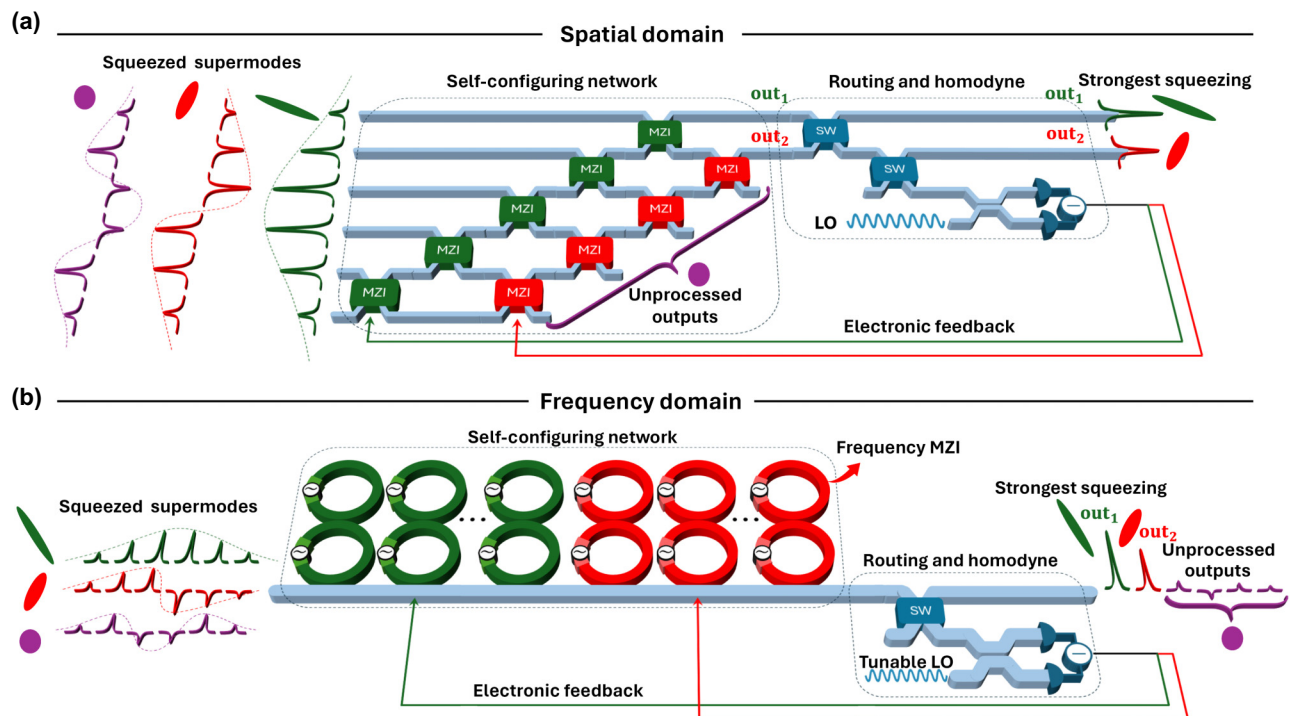 (a)
Spatial domain
Squeezed supermodes
Self-configuring network
Routing and homodyne
Strongest squeezing
out₁
out₁
MZI
SW
out₂
out₂
MZI
MZI
SW
MZI
MZI
LO
MZI
MZI
MZI
MZI
Unprocessed
outputs
Electronic feedback
(b)
Frequency domain
Self-configuring network
Frequency MZI
Squeezed supermodes
Strongest squeezing
out₁
out₂
...
...
Unprocessed
outputs
Routing and homodyne
SW
Tunable LO
Electronic feedback